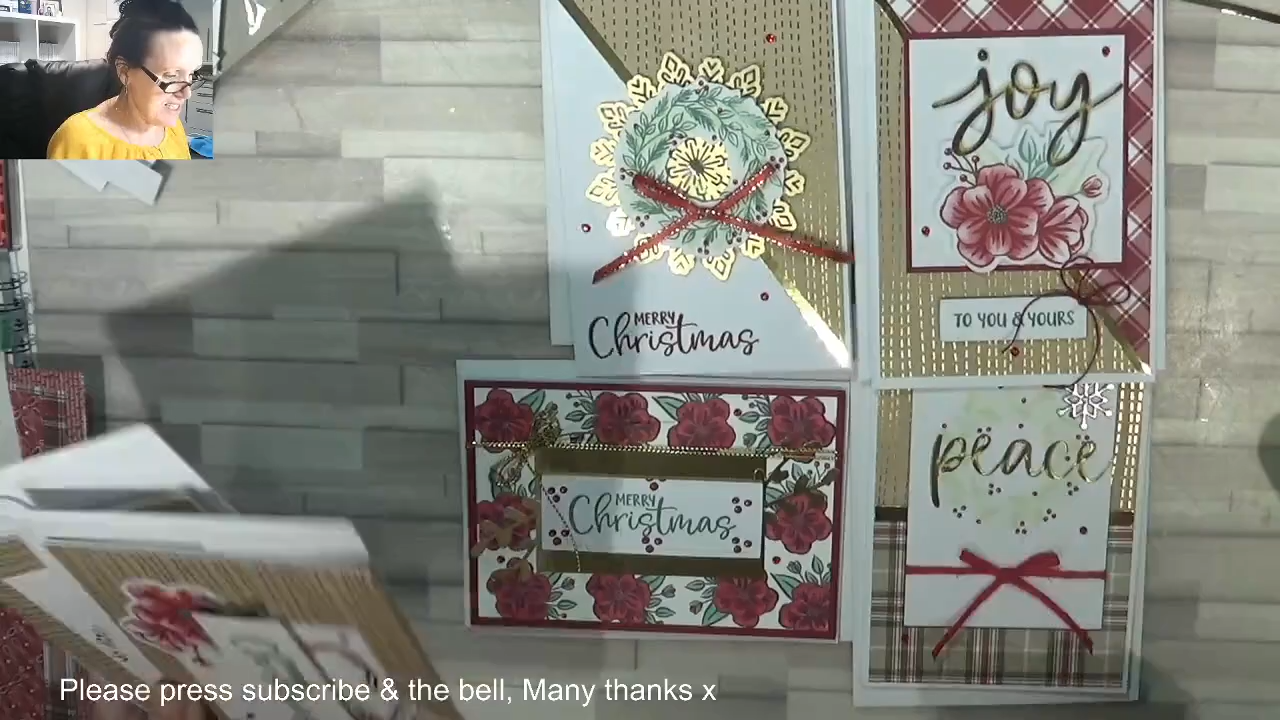 joy
TO YOU & YOURS
MERRY
Christmas
peace
MERRY
Christmas
Please press subscribe & the bell, Many thanks x